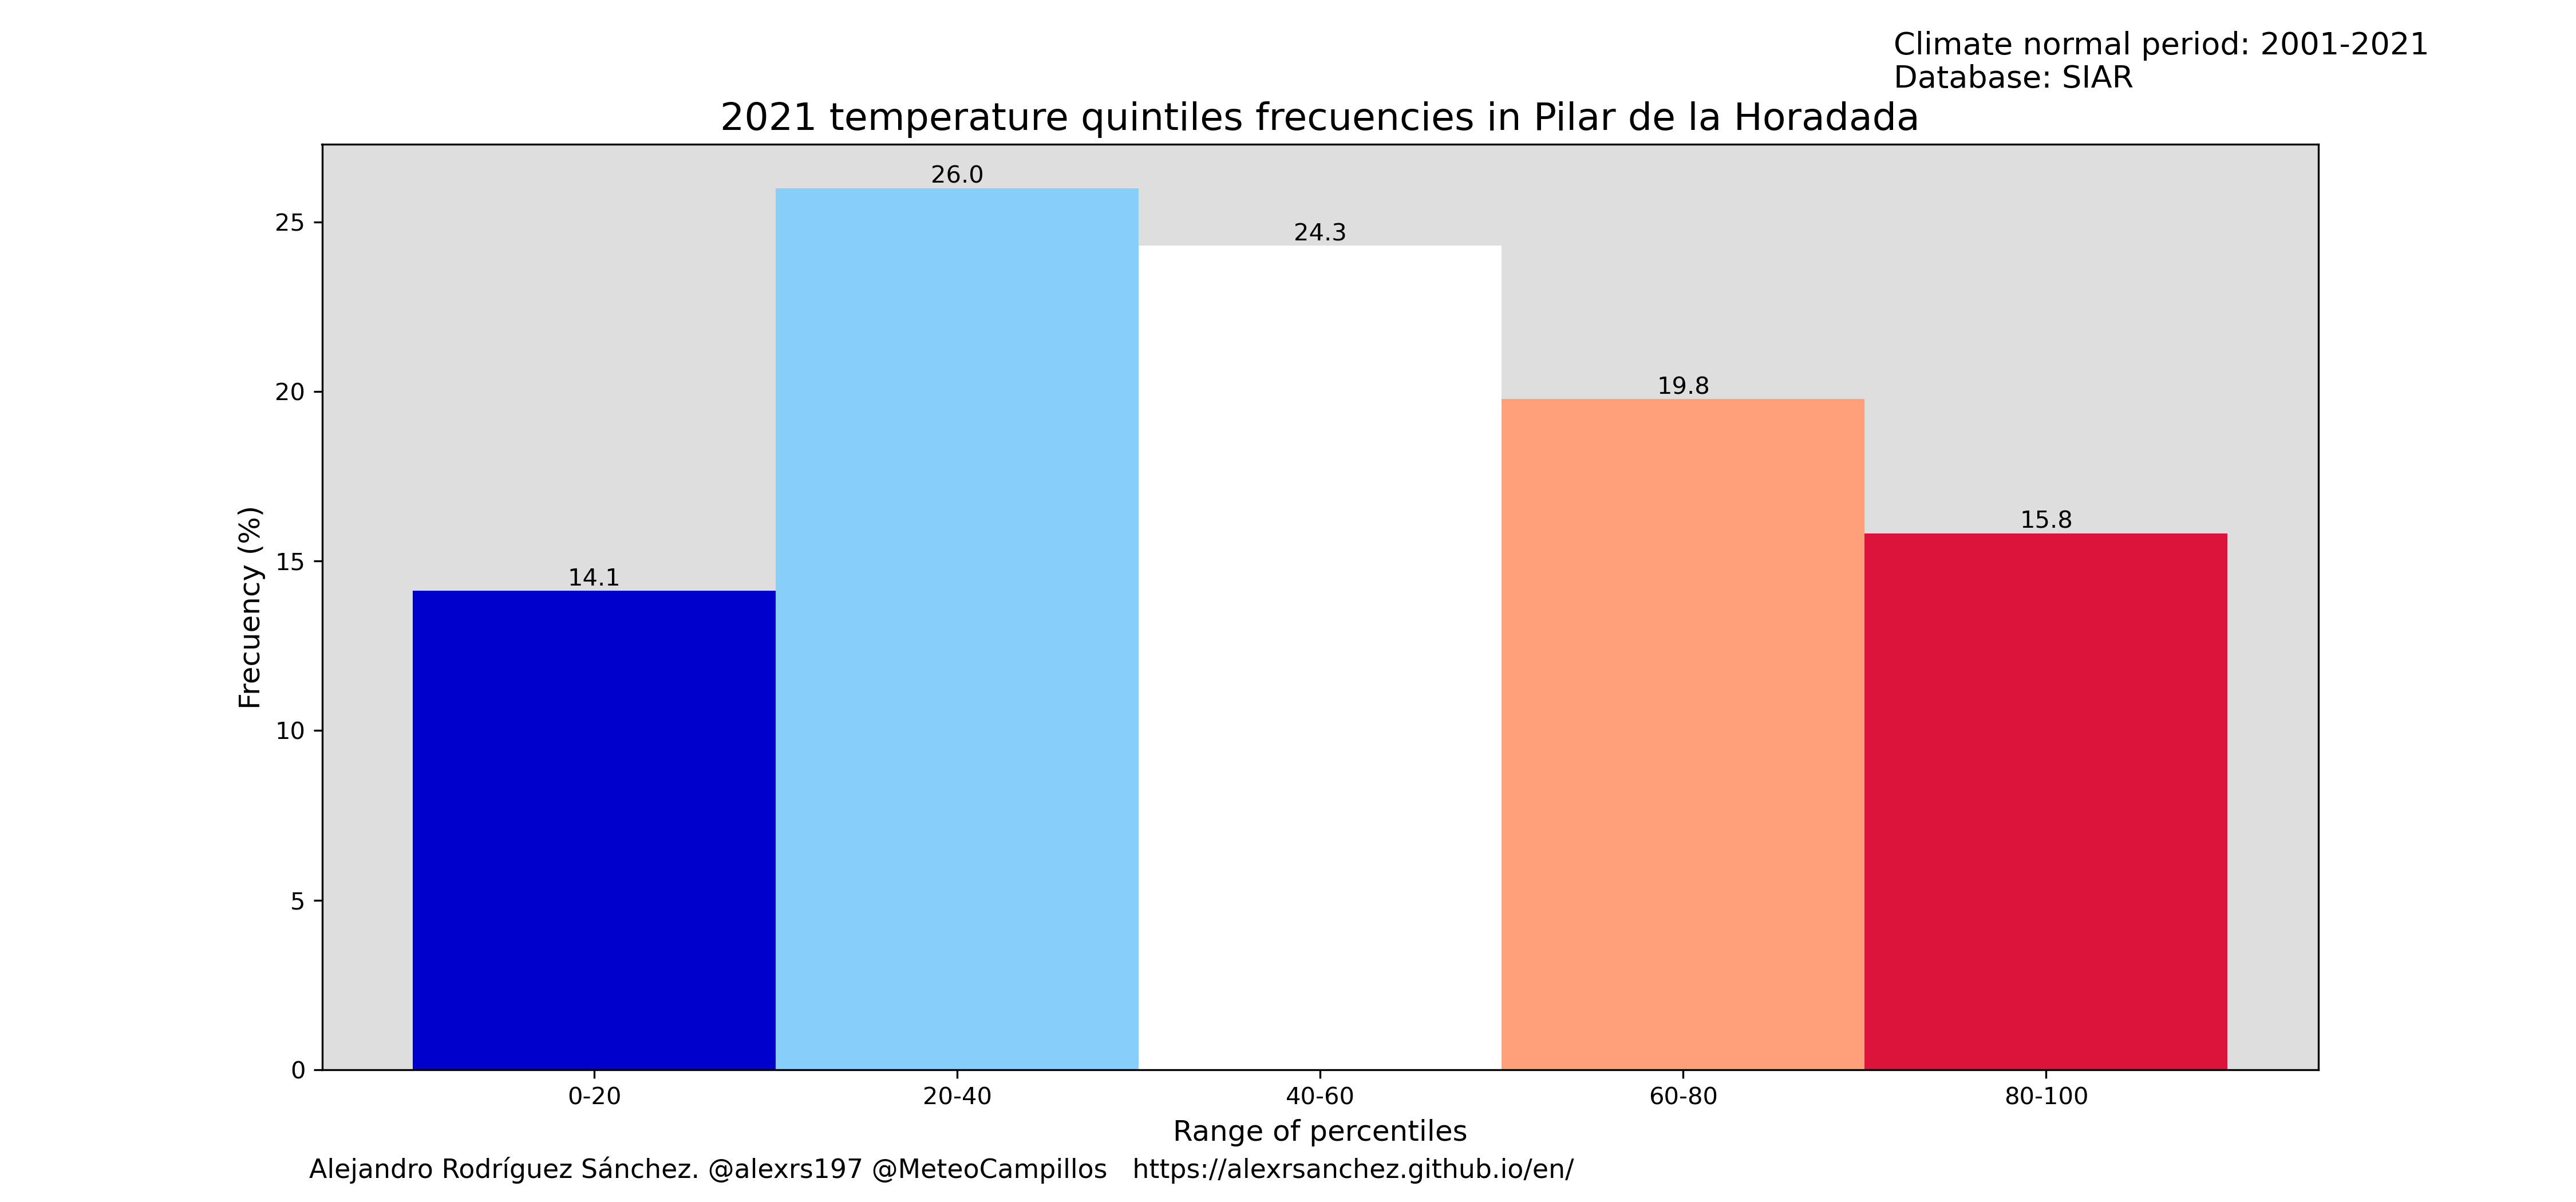 Climate normal period: 2001-2021
Database: SIAR
2021 temperature quintiles frecuencies in Pilar de la Horadada
26.0
25
24.3
20
19.8
15.8
15
14.1
Frecuency (%)
10
5
0
0-20 20-40 40-60 60-80 80-100
Range of percentiles
Alejandro Rodríguez Sánchez. @alexrs197 @MeteoCampillos https://alexrsanchez.github.io/en/